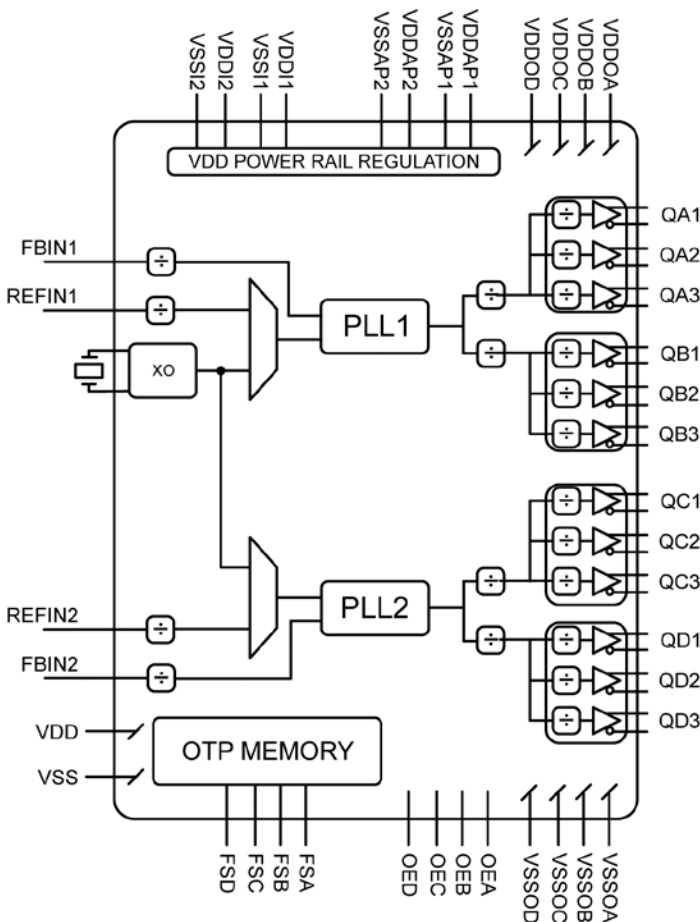 VSSI2
VDDI2
VSSI1
VDDI1
VSSAP2
VDDAP2
VSSAP1
VDDAP1
VDDOD
VDDOC
VDDOB
VDDOA
VDD POWER RAIL REGULATION
FBIN1
÷
REFIN1
÷
XO
PLL1
÷
÷
÷
÷
÷
÷
÷
÷
QA1
QA2
QA3
QB1
QB2
QB3
REFIN2
÷
FBIN2
÷
PLL2
÷
÷
÷
÷
÷
÷
÷
÷
QC1
QC2
QC3
QD1
QD2
QD3
VDD
VSS
OTP MEMORY
FSD
FSC
FSB
FSA
OED
OEC
OEB
OEA
VSSOD
VSSOC
VSSOB
VSSOA